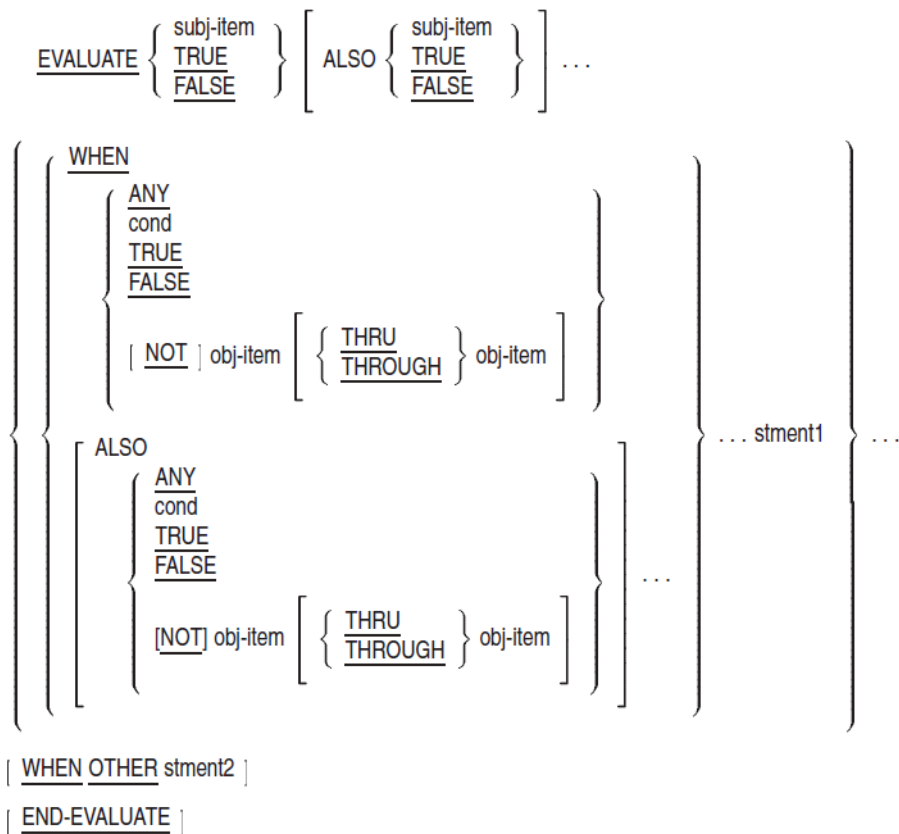 subj-item subj-item
EVALUATE TRUE [ ALSO TRUE ] . . .
FALSE FALSE
WHEN
ANY
cond
TRUE
FALSE
[ NOT ] obj-item [ { THRU
THROUGH } obj-item ]
. . . stment1 . . .
ALSO
ANY
cond
TRUE
FALSE
. . .
[NOT] obj-item [ { THRU
THROUGH } obj-item ]
[ WHEN OTHER stment2 ]
[ END-EVALUATE ]